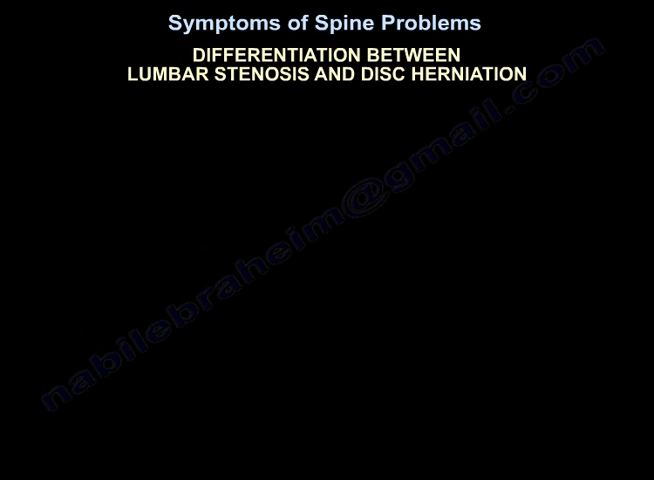 Symptoms of Spine Problems
DIFFERENTIATION BETWEEN
LUMBAR STENOSIS AND DISC HERNIATION
nabilebraheim@gmail.com